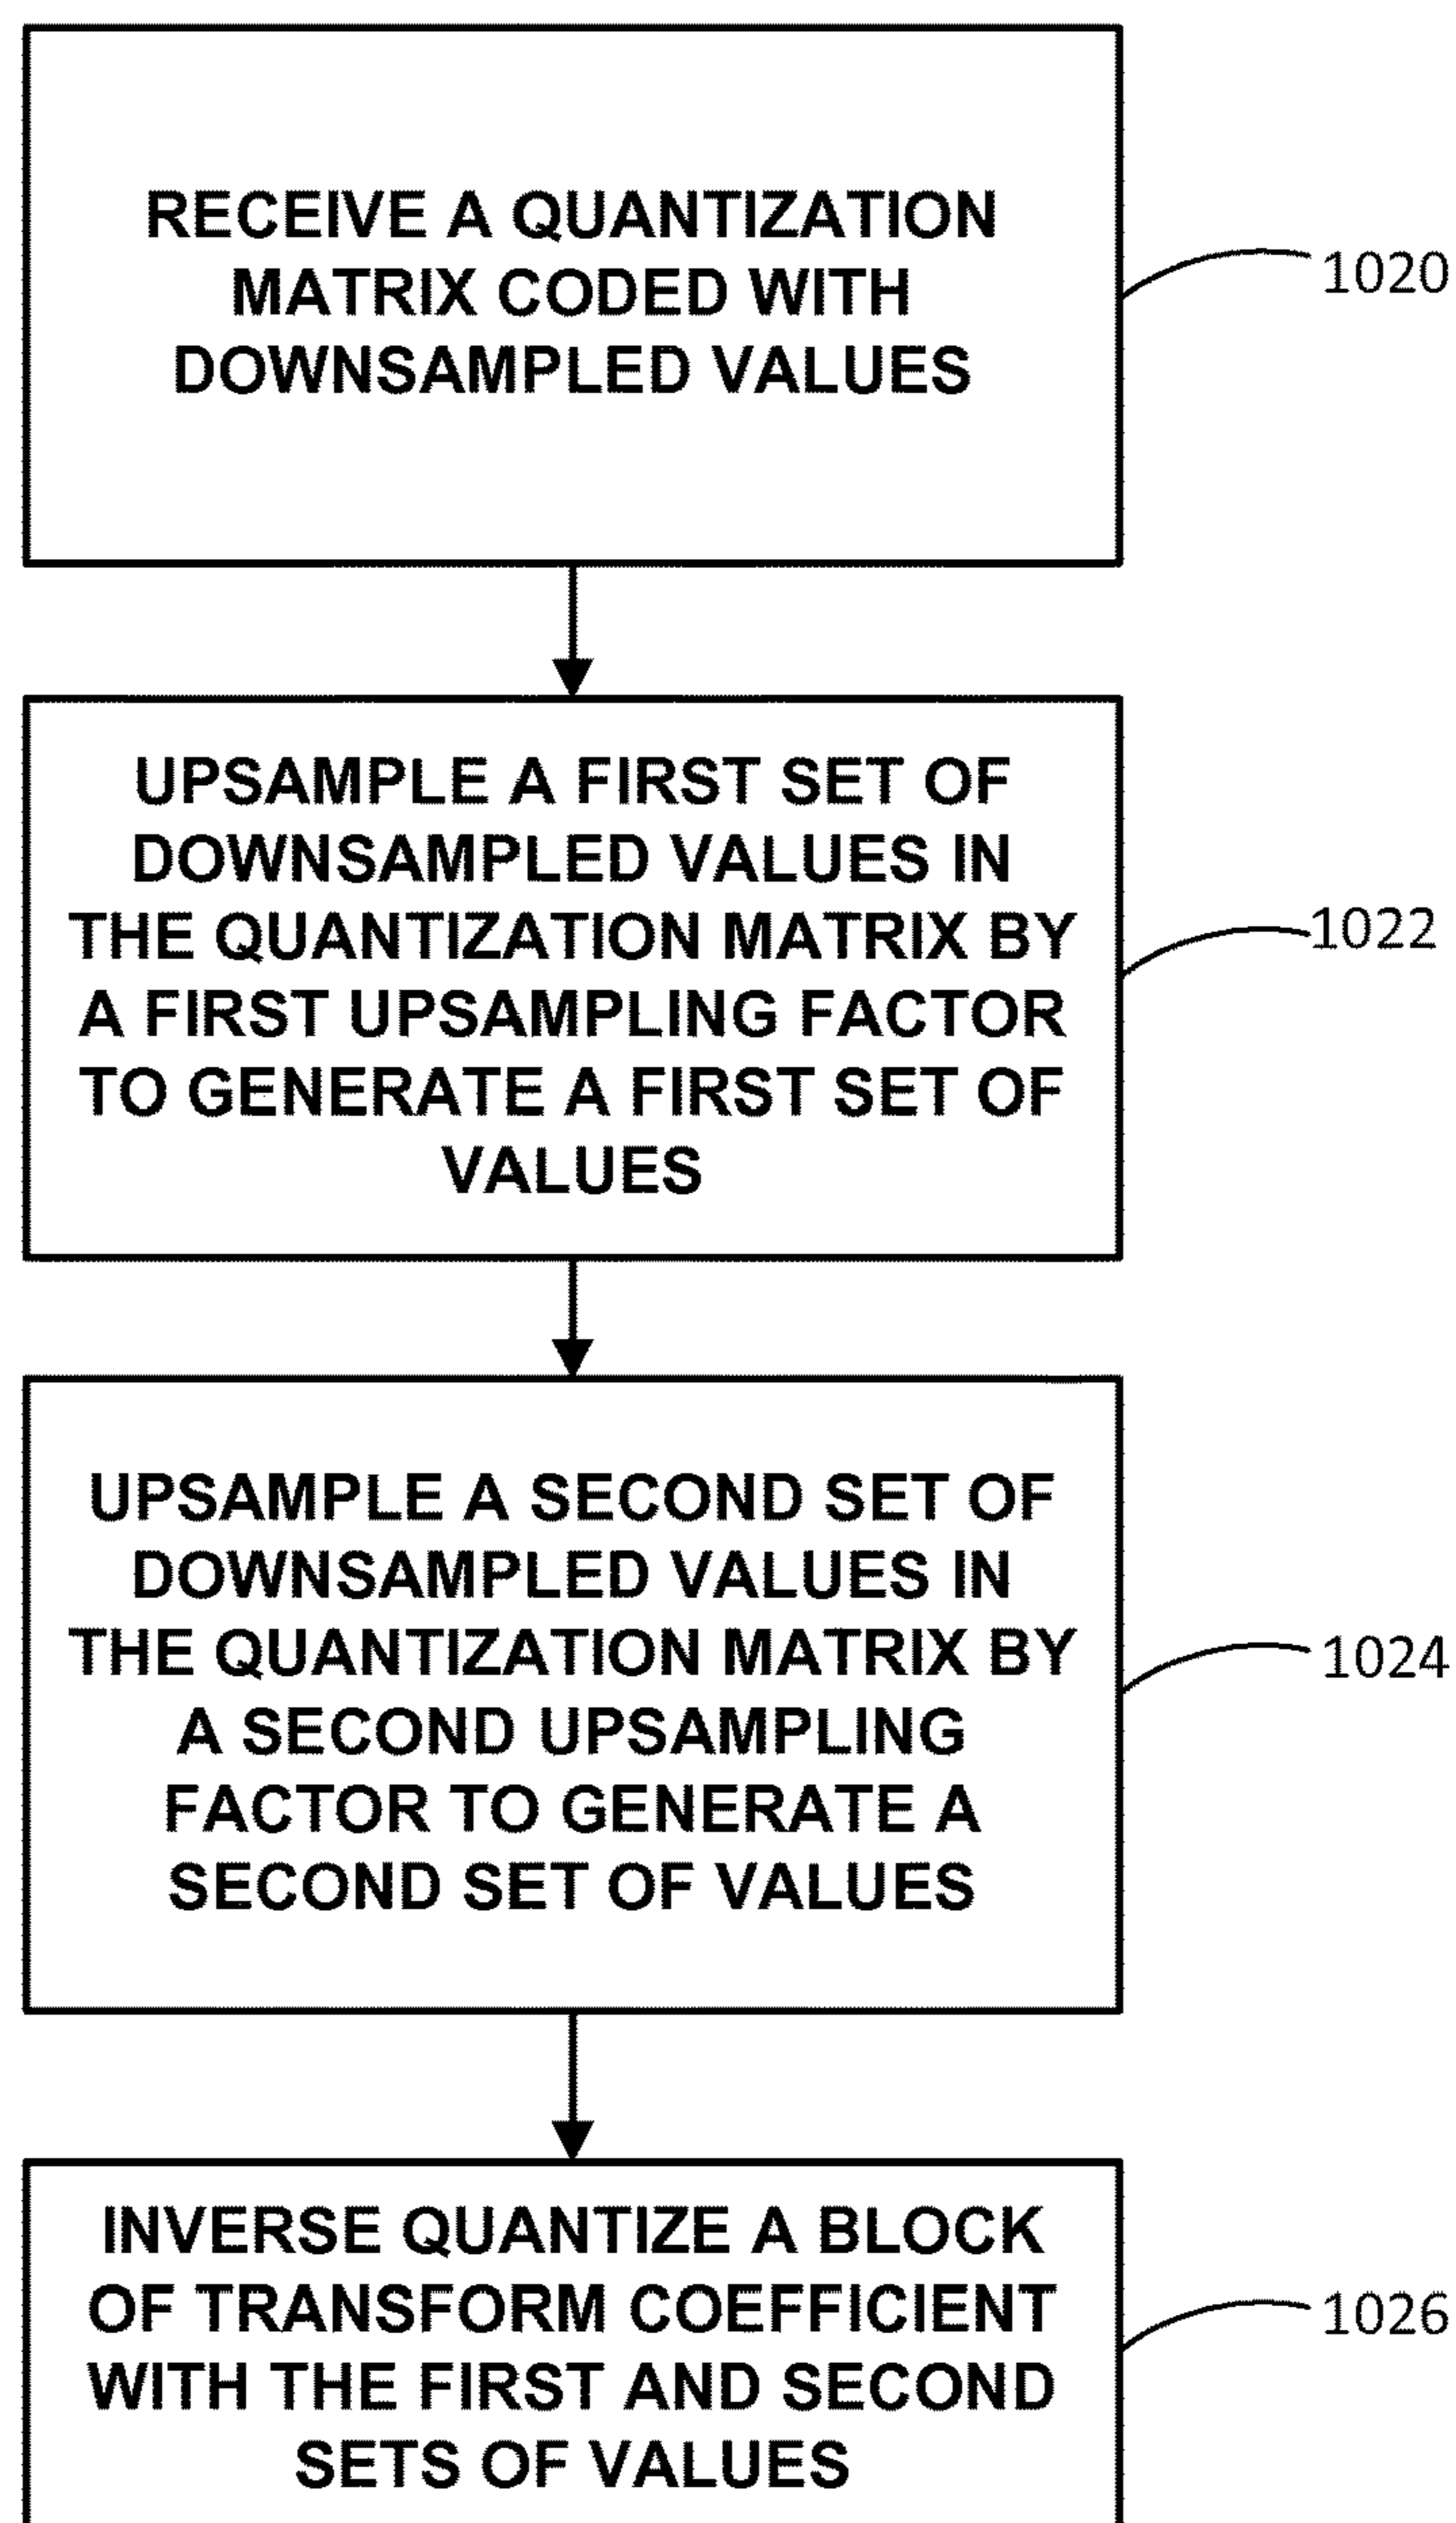 RECEIVE A QUANTIZATION
MATRIX CODED WITH
DOWNSAMPLED VALUES
1020
UPSAMPLE A FIRST SET OF
DOWNSAMPLED VALUES IN
THE QUANTIZATION MATRIX BY
A FIRST UPSAMPLING FACTOR
TO GENERATE A FIRST SET OF
VALUES
1022
UPSAMPLE A SECOND SET OF
DOWNSAMPLED VALUES IN
THE QUANTIZATION MATRIX BY
A SECOND UPSAMPLING
FACTOR TO GENERATE A
SECOND SET OF VALUES
1024
INVERSE QUANTIZE A BLOCK
OF TRANSFORM COEFFICIENT
WITH THE FIRST AND SECOND
SETS OF VALUES
1026